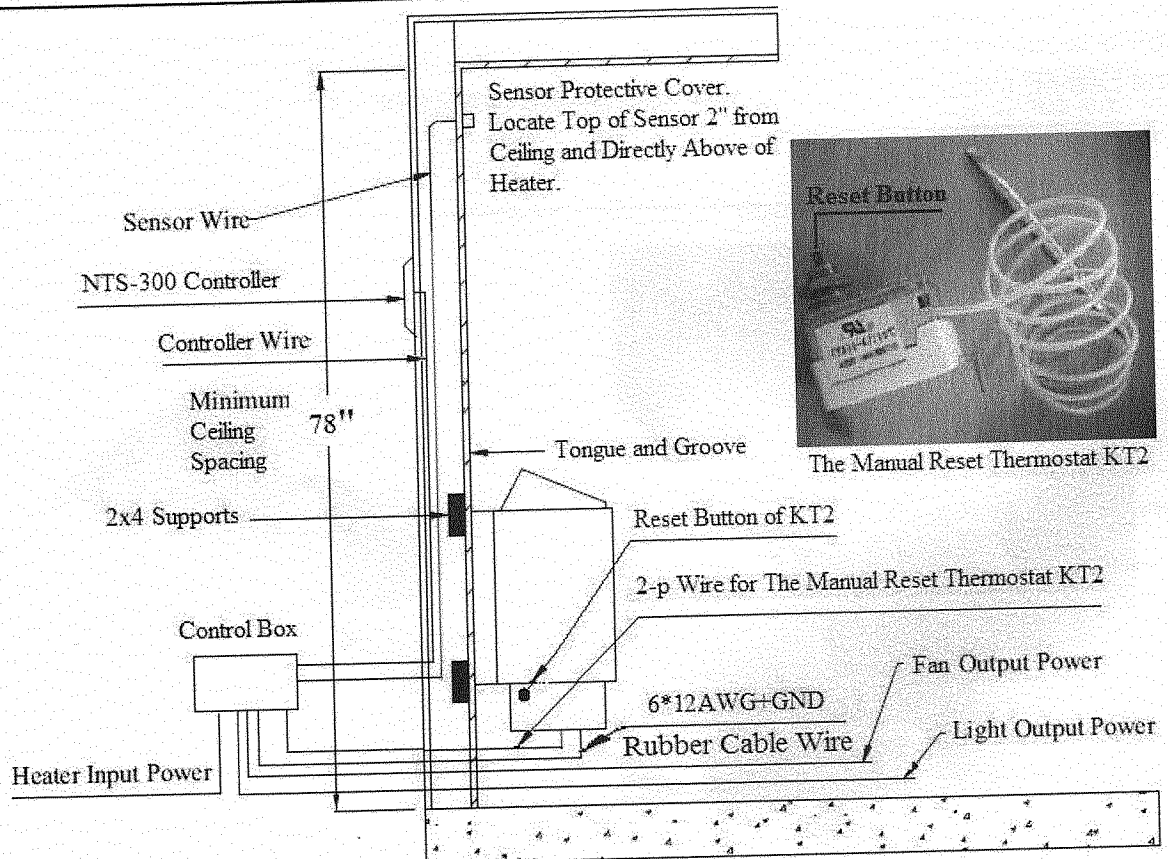 Sensor Protective Cover.
Locate Top of Sensor 2" from
Ceiling and Directly Above of
Heater.
Reset Button
Sensor Wire
NTS-300 Controller
Controller Wire
Minimum
Ceiling
Spacing
78"
Tongue and Groove
The Manual Reset Thermostat KT2
2x4 Supports
Reset Button of KT2
2-p Wire for The Manual Reset Thermostat KT2
Control Box
Fan Output Power
6*12AWG+GND
Rubber Cable Wire
Light Output Power
Heater Input Power